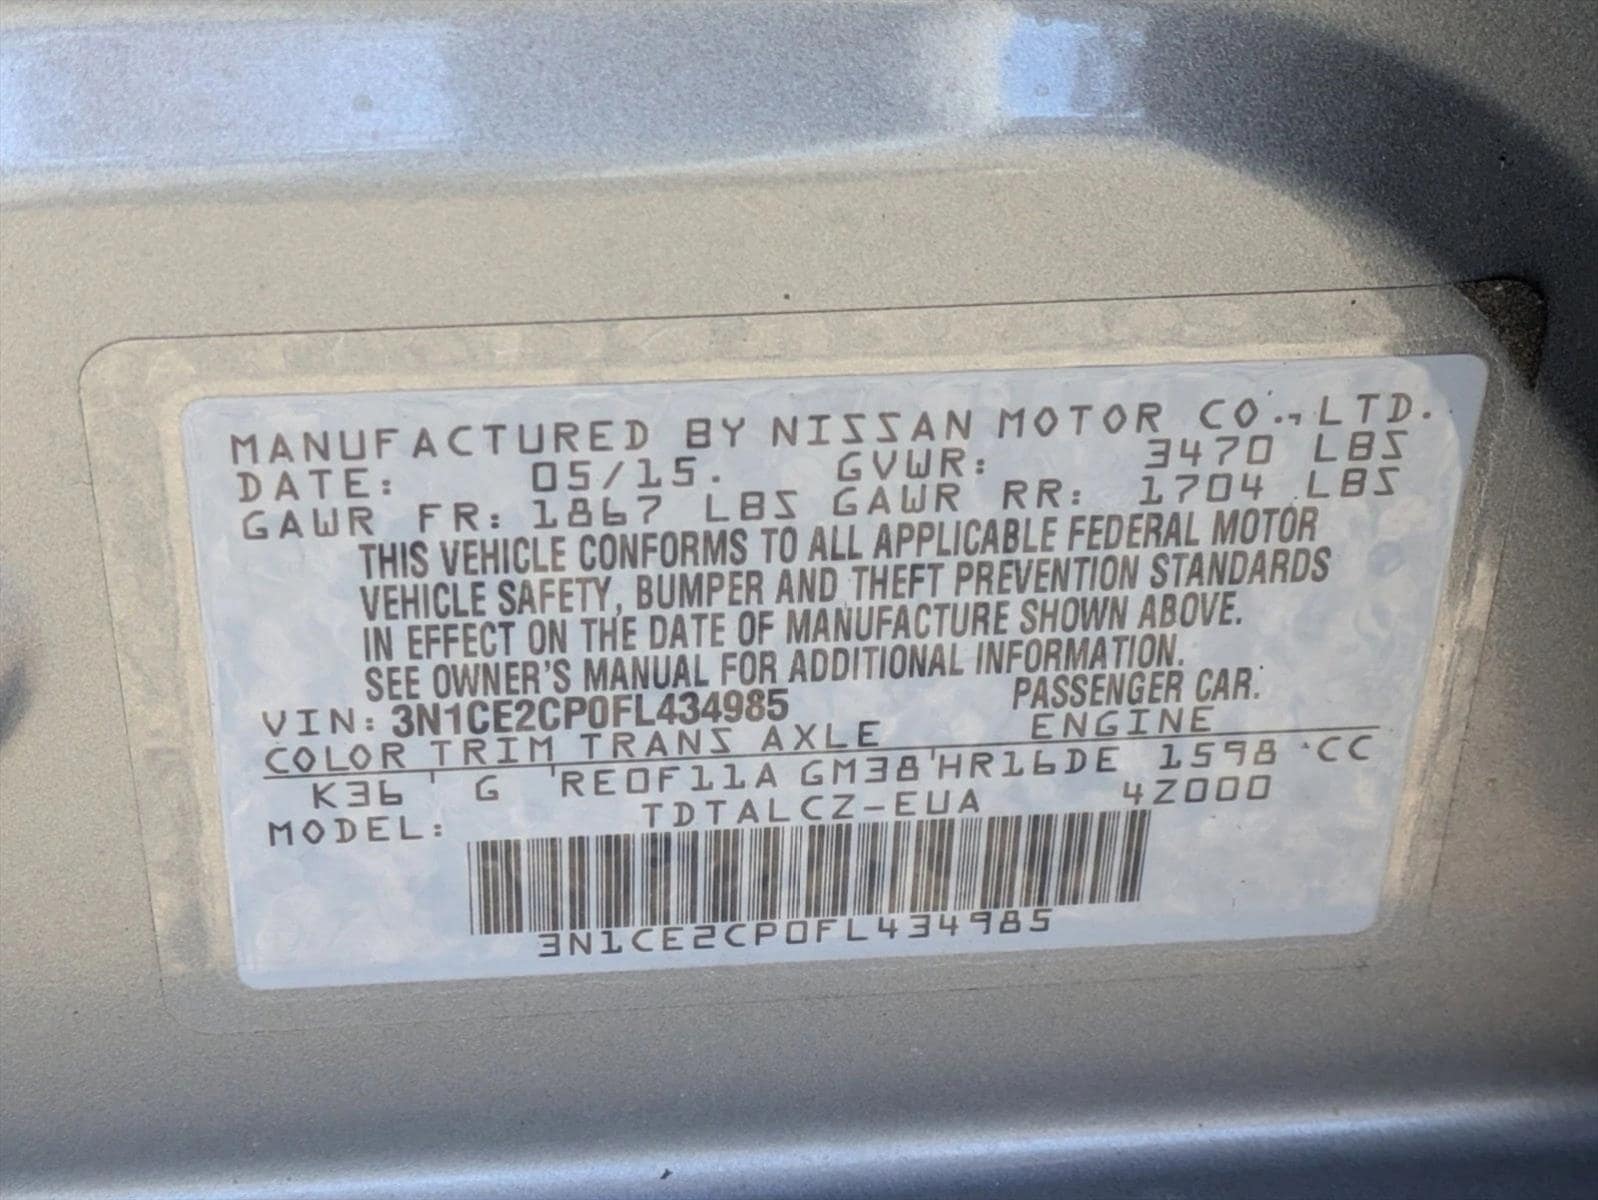 MANUFACTURED BY NISSAN MOTOR CO., LTD.
DATE: 05/15. GVWR: 3470 LBS
GAWR FR: 1867 LBS GAWR RR: 1704 LBS
THIS VEHICLE CONFORMS TO ALL APPLICABLE FEDERAL MOTOR
VEHICLE SAFETY, BUMPER AND THEFT PREVENTION STANDARDS
IN EFFECT ON THE DATE OF MANUFACTURE SHOWN ABOVE.
SEE OWNER'S MANUAL FOR ADDITIONAL INFORMATION.
VIN: 3N1CE2CP0FL434985 PASSENGER CAR.
COLOR TRIM TRANS AXLE ENGINE
K36 G RE0F11A GM38 HR16DE 1598 CC
MODEL: TDTALCZ-EUA 4Z000
3N1CE2CP0FL434985